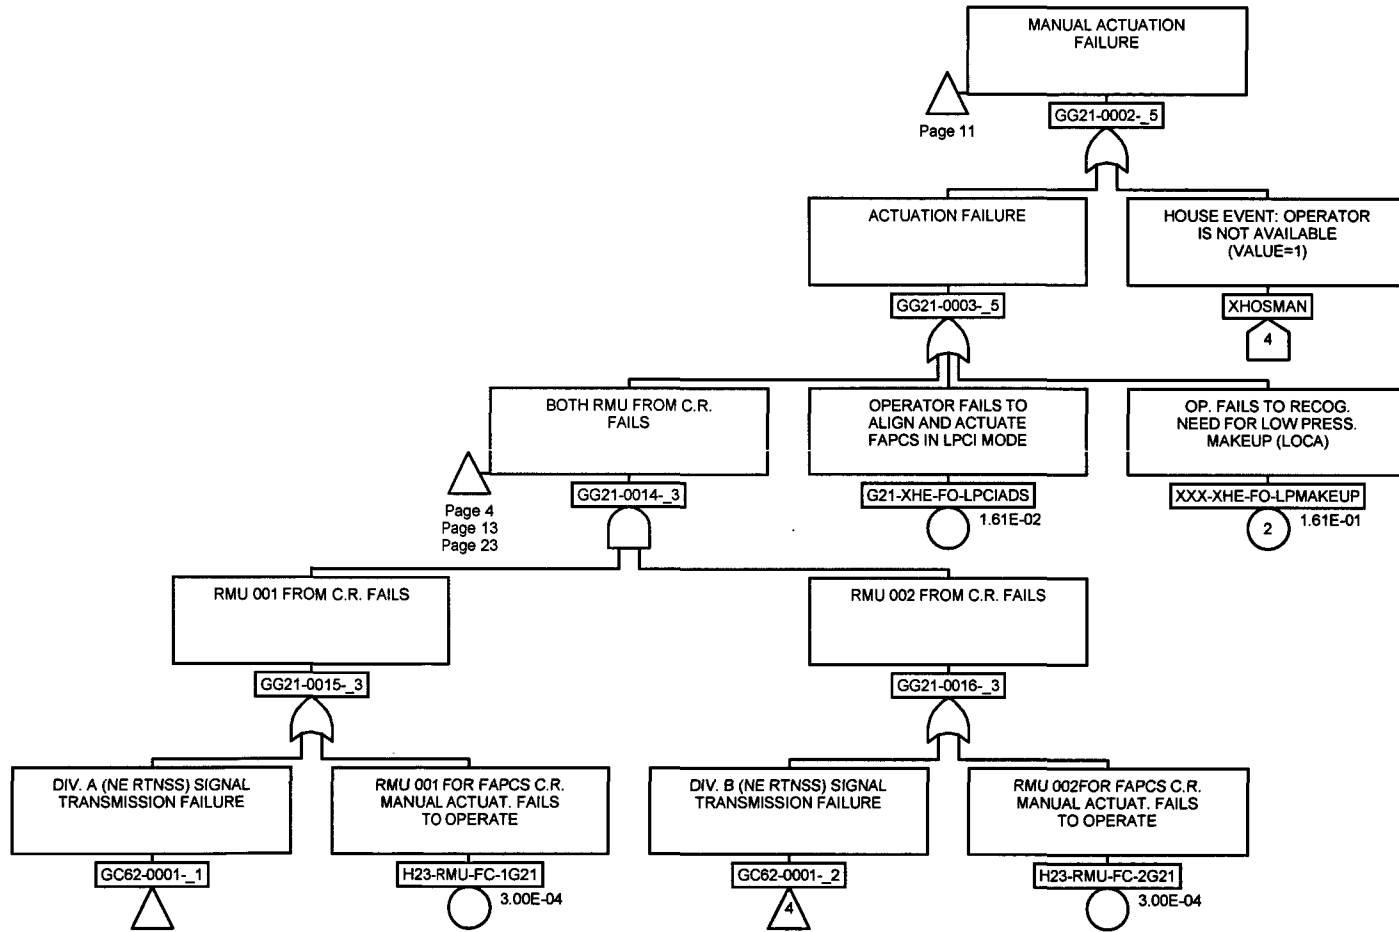 MANUAL ACTUATION
FAILURE
Page 11
GG21-0002-_5
ACTUATION FAILURE
HOUSE EVENT: OPERATOR
IS NOT AVAILABLE
(VALUE=1)
GG21-0003-_5
XHOSMAN
4
BOTH RMU FROM C.R.
FAILS
OPERATOR FAILS TO
ALIGN AND ACTUATE
FAPCS IN LPCI MODE
OP. FAILS TO RECOG.
NEED FOR LOW PRESS.
MAKEUP (LOCA)
Page 4
Page 13
Page 23
GG21-0014-_3
G21-XHE-FO-LPCIADS
1.61E-02
XXX-XHE-FO-LPMAKEUP
2
1.61E-01
RMU 001 FROM C.R. FAILS
RMU 002 FROM C.R. FAILS
GG21-0015-_3
GG21-0016-_3
DIV. A (NE RTNSS) SIGNAL
TRANSMISSION FAILURE
RMU 001 FOR FAPCS C.R.
MANUAL ACTUAT. FAILS
TO OPERATE
DIV. B (NE RTNSS) SIGNAL
TRANSMISSION FAILURE
RMU 002FOR FAPCS C.R.
MANUAL ACTUAT. FAILS
TO OPERATE
GC62-0001-_1
H23-RMU-FC-1G21
3.00E-04
GC62-0001-_2
4
H23-RMU-FC-2G21
3.00E-04